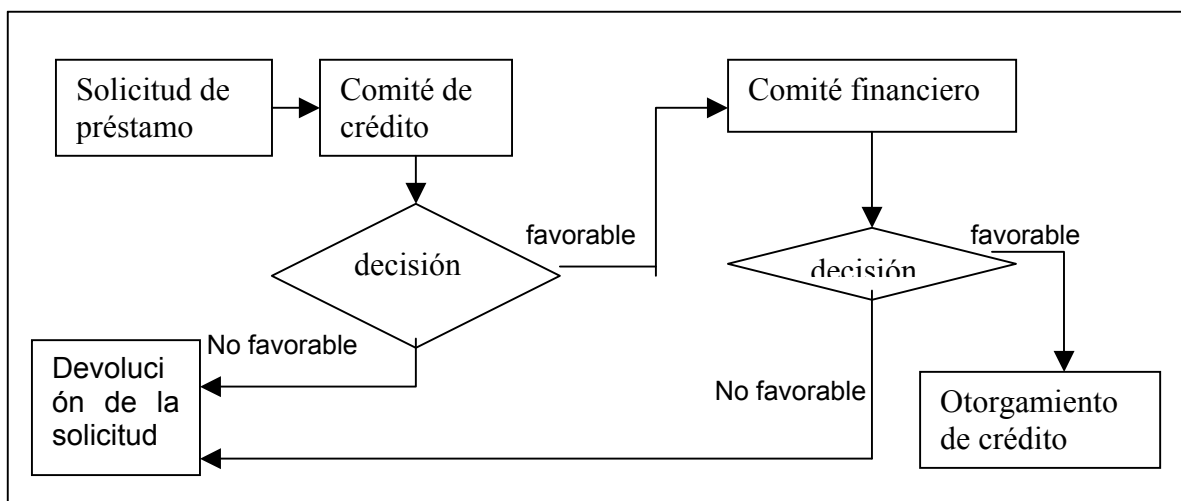 Solicitud de
préstamo
Comité de
crédito
Comité financiero
decisión
favorable
decisión
favorable
No favorable
Devoluci
ón de la
solicitud
No favorable
Otorgamiento
de crédito